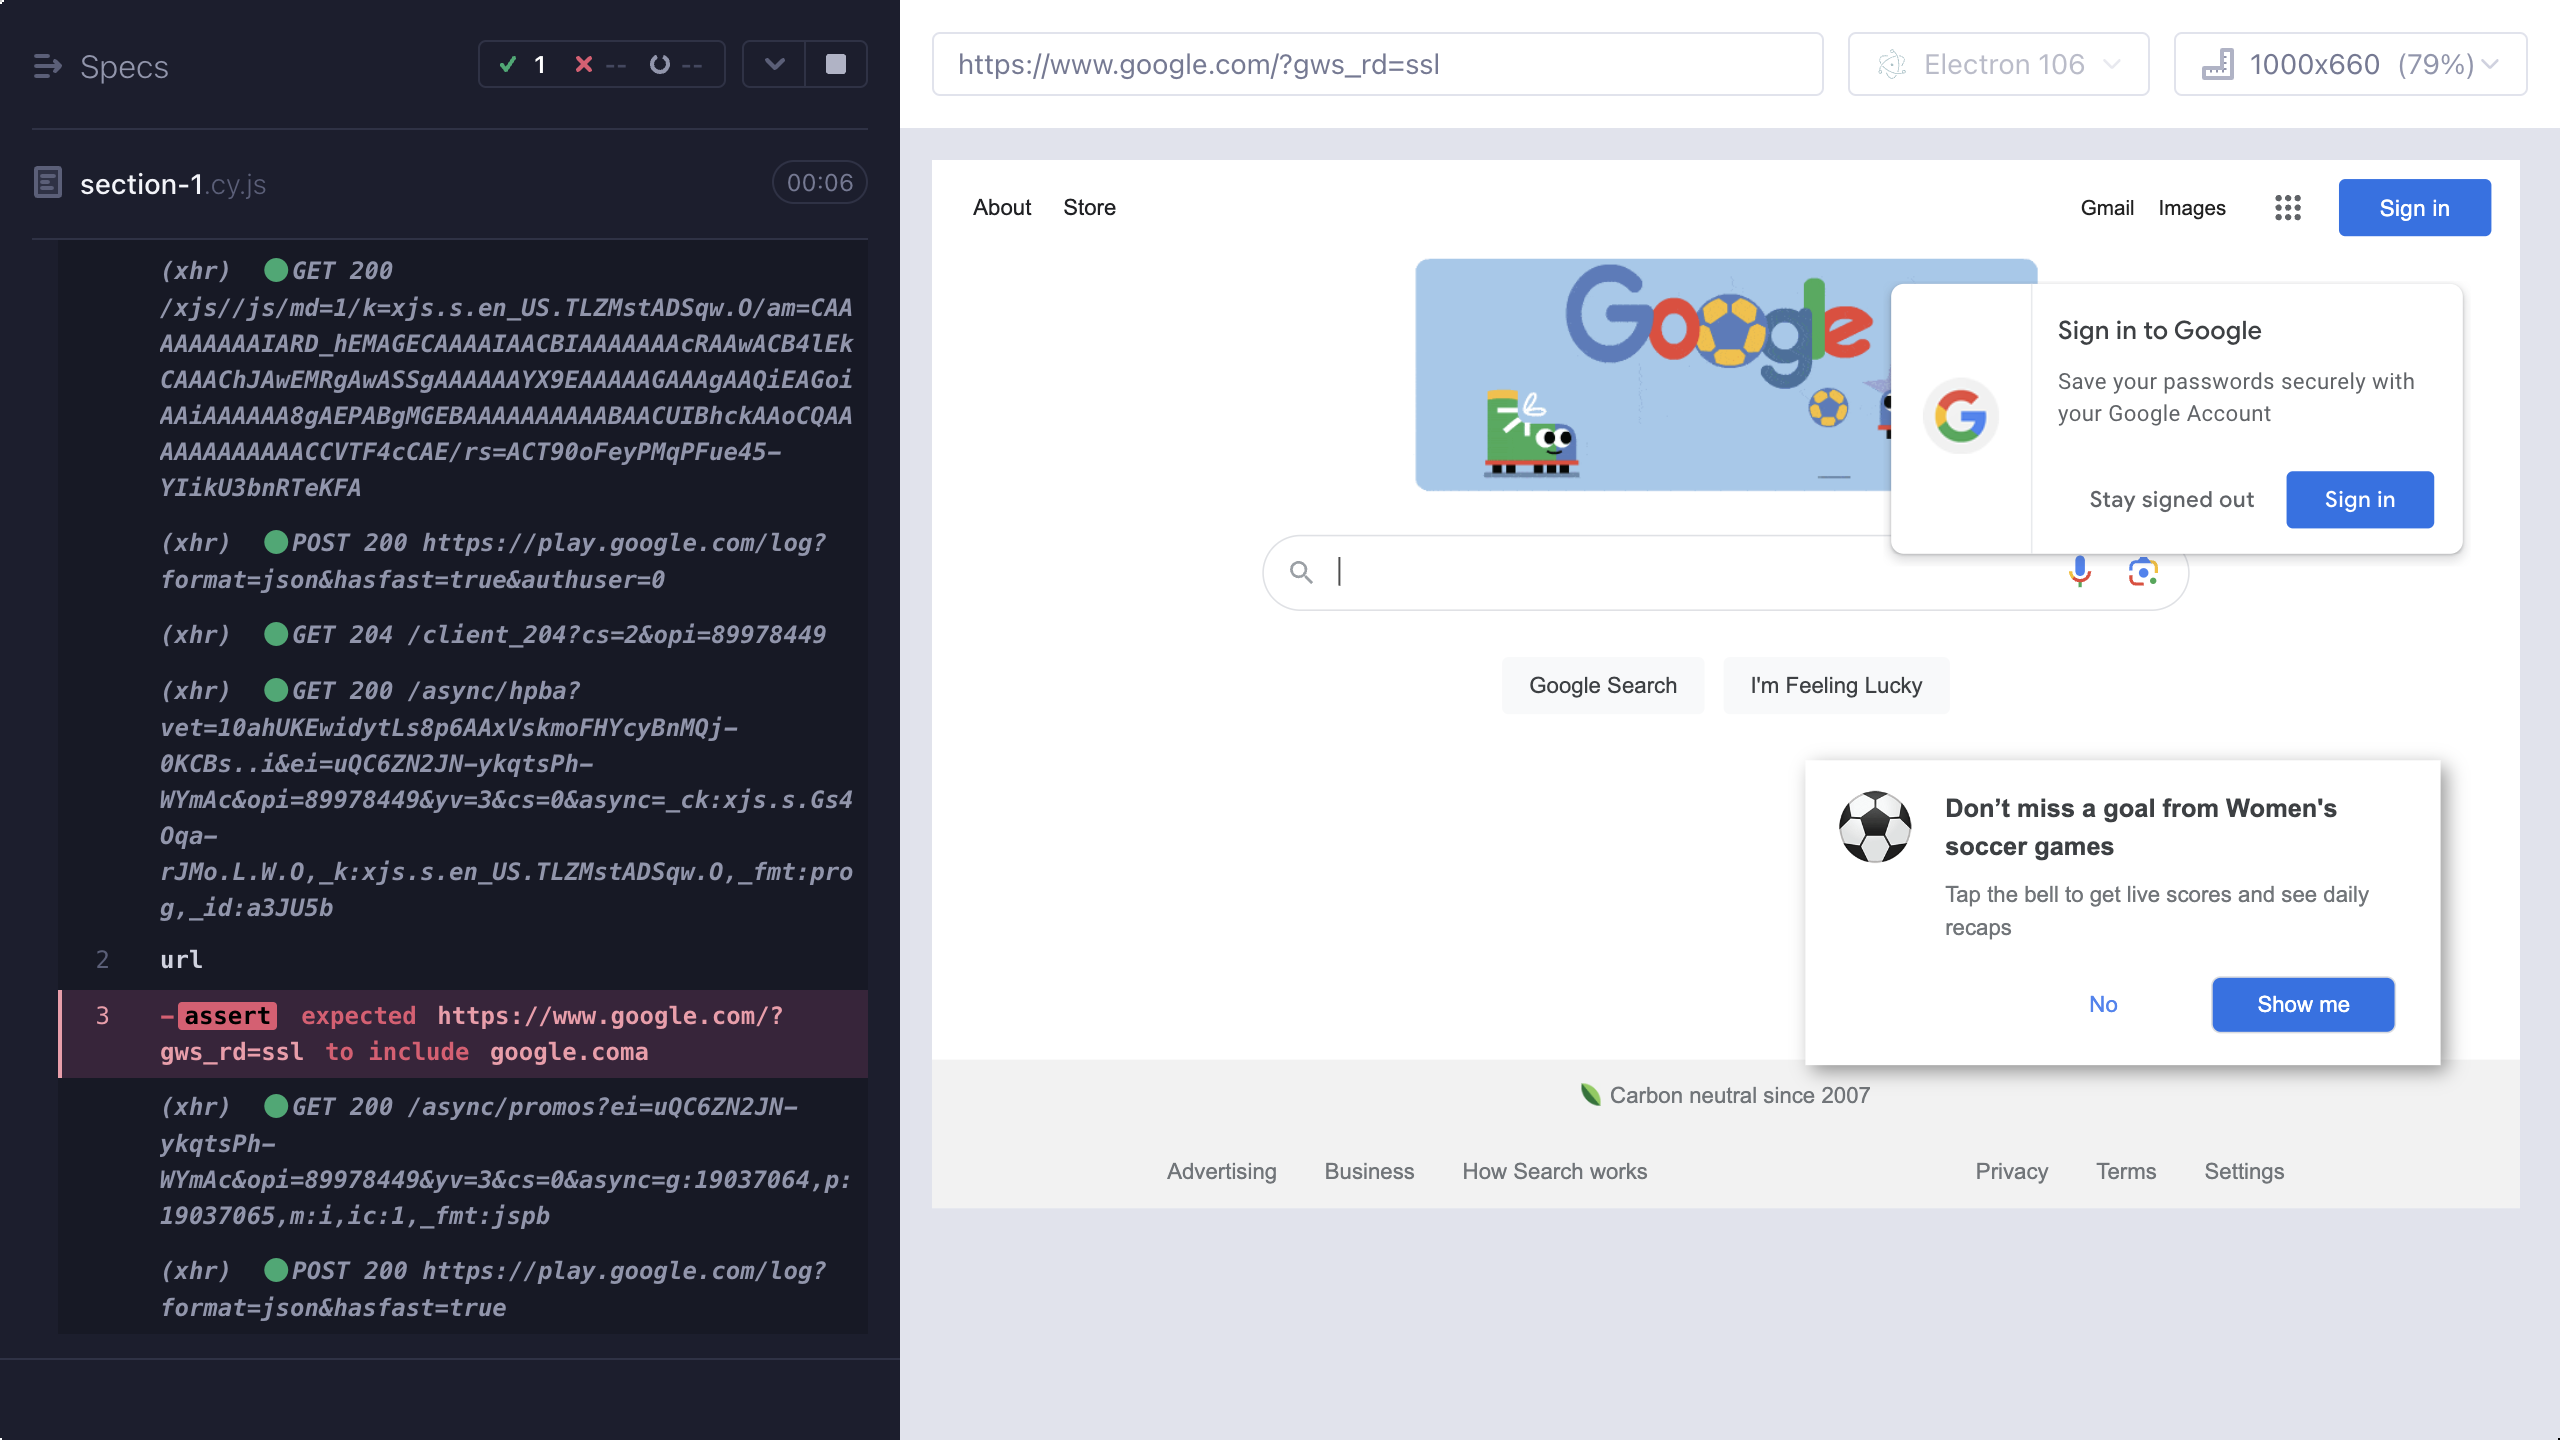 Specs
1
--
--
section-1.cy.js
00:06
(xhr) GET 200
/xjs//js/md=1/k=xjs.s.en_US.TLZMstADSqw.O/am=CAA
AAAAAAAIARD_hEMAGECAAAAIAACBIAAAAAAAcRAAwACB4lEk
CAAAChJAwEMRgAwASSgAAAAAAYX9EAAAAAGAAAgAAQiEAGoi
AAiAAAAAA8gAEPABgMGEBAAAAAAAAAABAACUIBhckAAoCQAA
AAAAAAAAAACCVTF4cCAE/rs=ACT90oFeyPMqPFue45-
YIikU3bnRTeKFA
(xhr) POST 200 https://play.google.com/log?
format=json&hasfast=true&authuser=0
(xhr) GET 204 /client_204?cs=2&opi=89978449
(xhr) GET 200 /async/hpba?
vet=10ahUKEwidytLs8p6AAxVskmoFHYcyBnMQj-
0KCBs..i&ei=uQC6ZN2JN-ykqtsPh-
WYmAc&opi=89978449&yv=3&cs=0&async=_ck:xjs.s.Gs4
Oqa-
rJMo.L.W.O,_k:xjs.s.en_US.TLZMstADSqw.O,_fmt:pro
g,_id:a3JU5b
2 url
3 -assert expected https://www.google.com/?
gws_rd=ssl to include google.coma
(xhr) GET 200 /async/promos?ei=uQC6ZN2JN-
ykqtsPh-
WYmAc&opi=89978449&yv=3&cs=0&async=g:19037064,p:
19037065,m:i,ic:1,_fmt:jspb
(xhr) POST 200 https://play.google.com/log?
format=json&hasfast=true
https://www.google.com/?gws_rd=ssl
Electron 106
1000x660 (79%)
About Store
Gmail Images
Sign in
Google
Sign in to Google
Save your passwords securely with
your Google Account
Stay signed out
Sign in
Google Search
I'm Feeling Lucky
Don’t miss a goal from Women's
soccer games
Tap the bell to get live scores and see daily
recaps
No
Show me
Carbon neutral since 2007
Advertising Business How Search works
Privacy Terms Settings